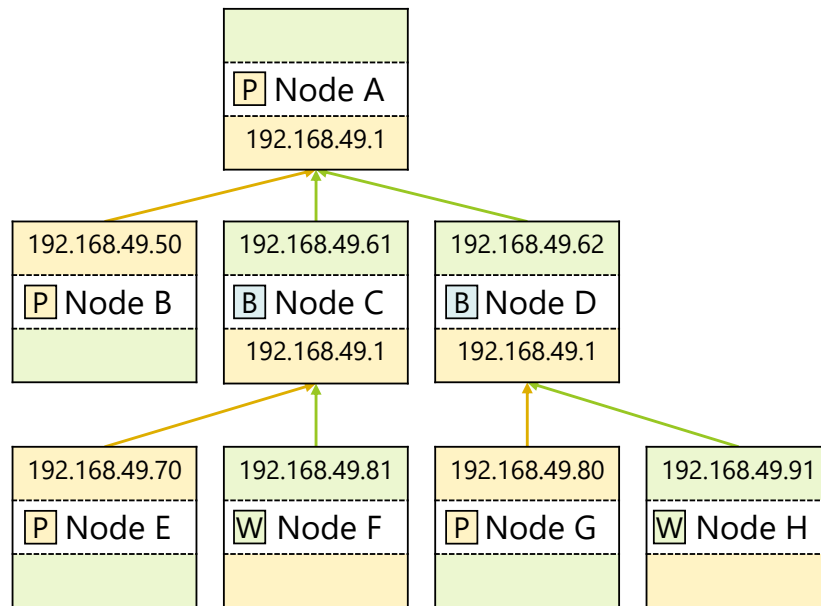 P Node A
192.168.49.1
192.168.49.50
P Node B
192.168.49.61
B Node C
192.168.49.1
192.168.49.62
B Node D
192.168.49.1
192.168.49.70
P Node E
192.168.49.81
W Node F
192.168.49.80
P Node G
192.168.49.91
W Node H